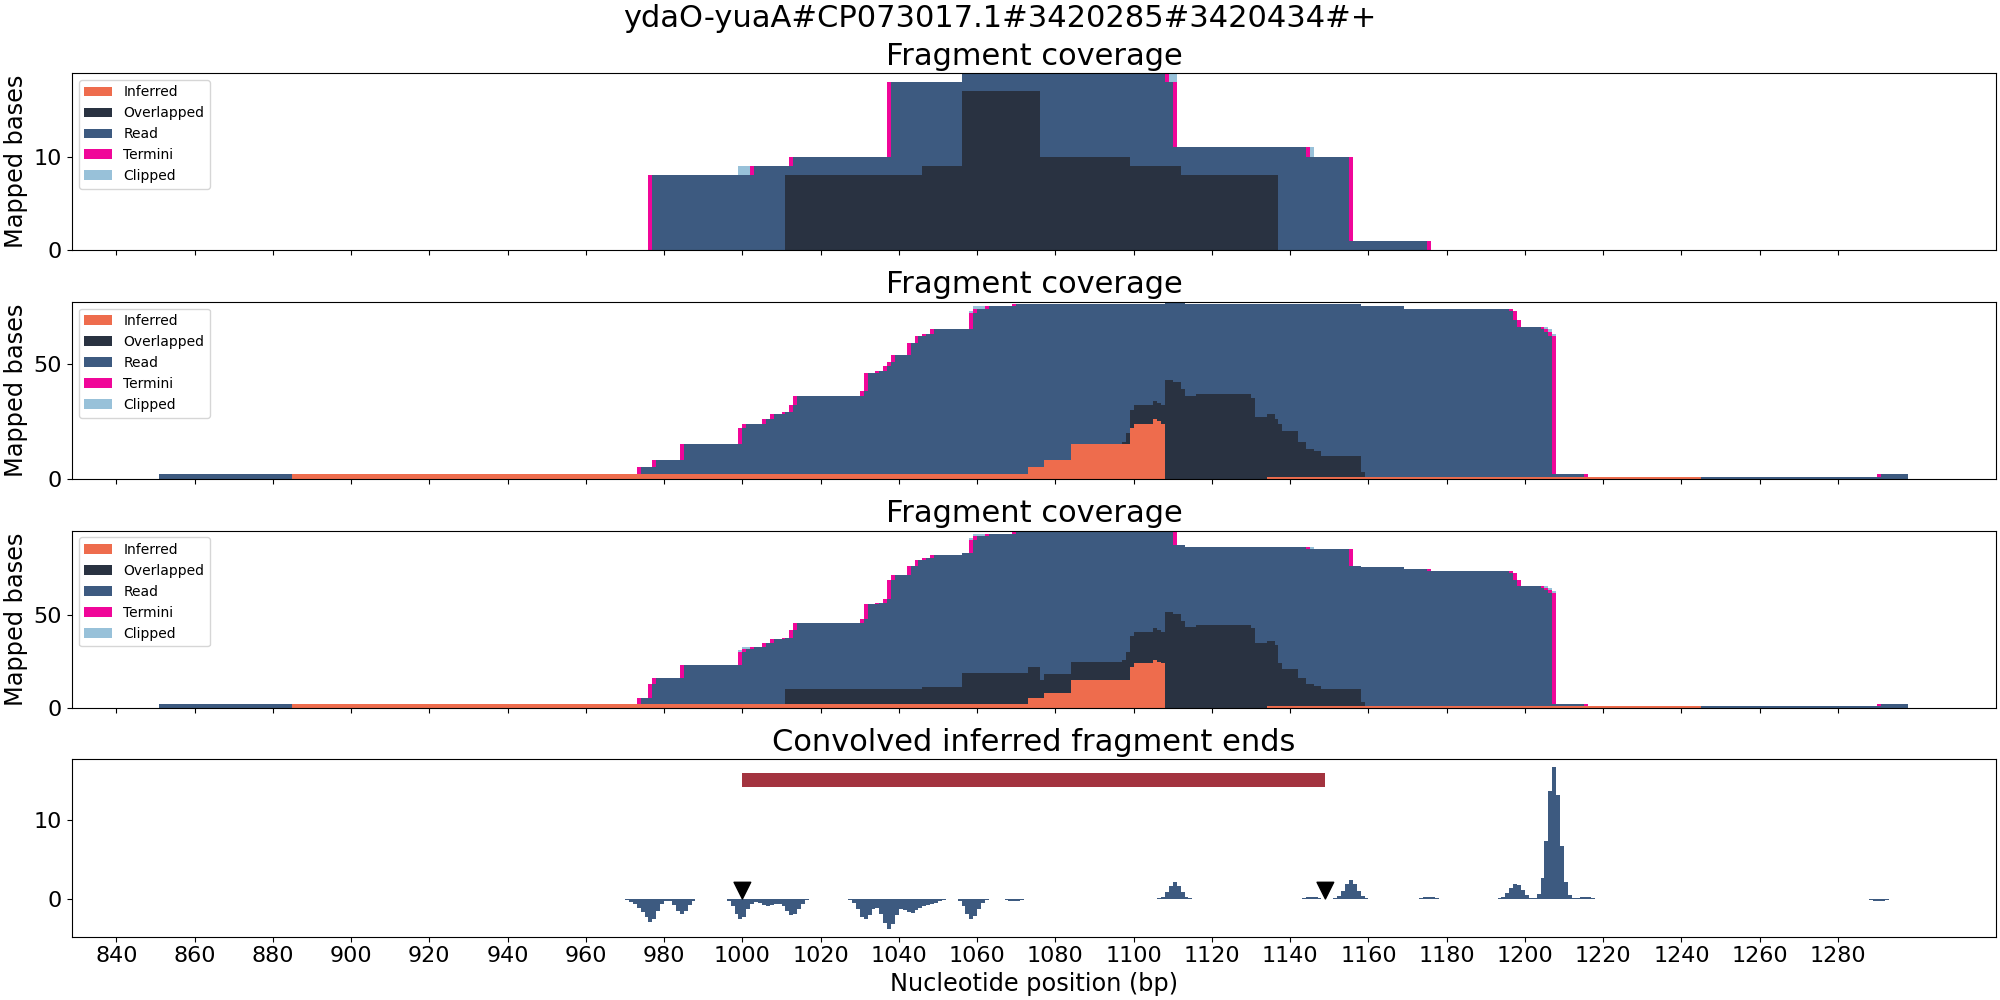 ydaO-yuaA#CP073017.1#3420285#3420434#+
Fragment coverage
Mapped bases
10
0
Inferred
Overlapped
Read
Termini
Clipped
Fragment coverage
Mapped bases
50
0
Inferred
Overlapped
Read
Termini
Clipped
Fragment coverage
Mapped bases
50
0
Inferred
Overlapped
Read
Termini
Clipped
Convolved inferred fragment ends
10
0
840 860 880 900 920 940 960 980 1000 1020 1040 1060 1080 1100 1120 1140 1160 1180 1200 1220 1240 1260 1280
Nucleotide position (bp)